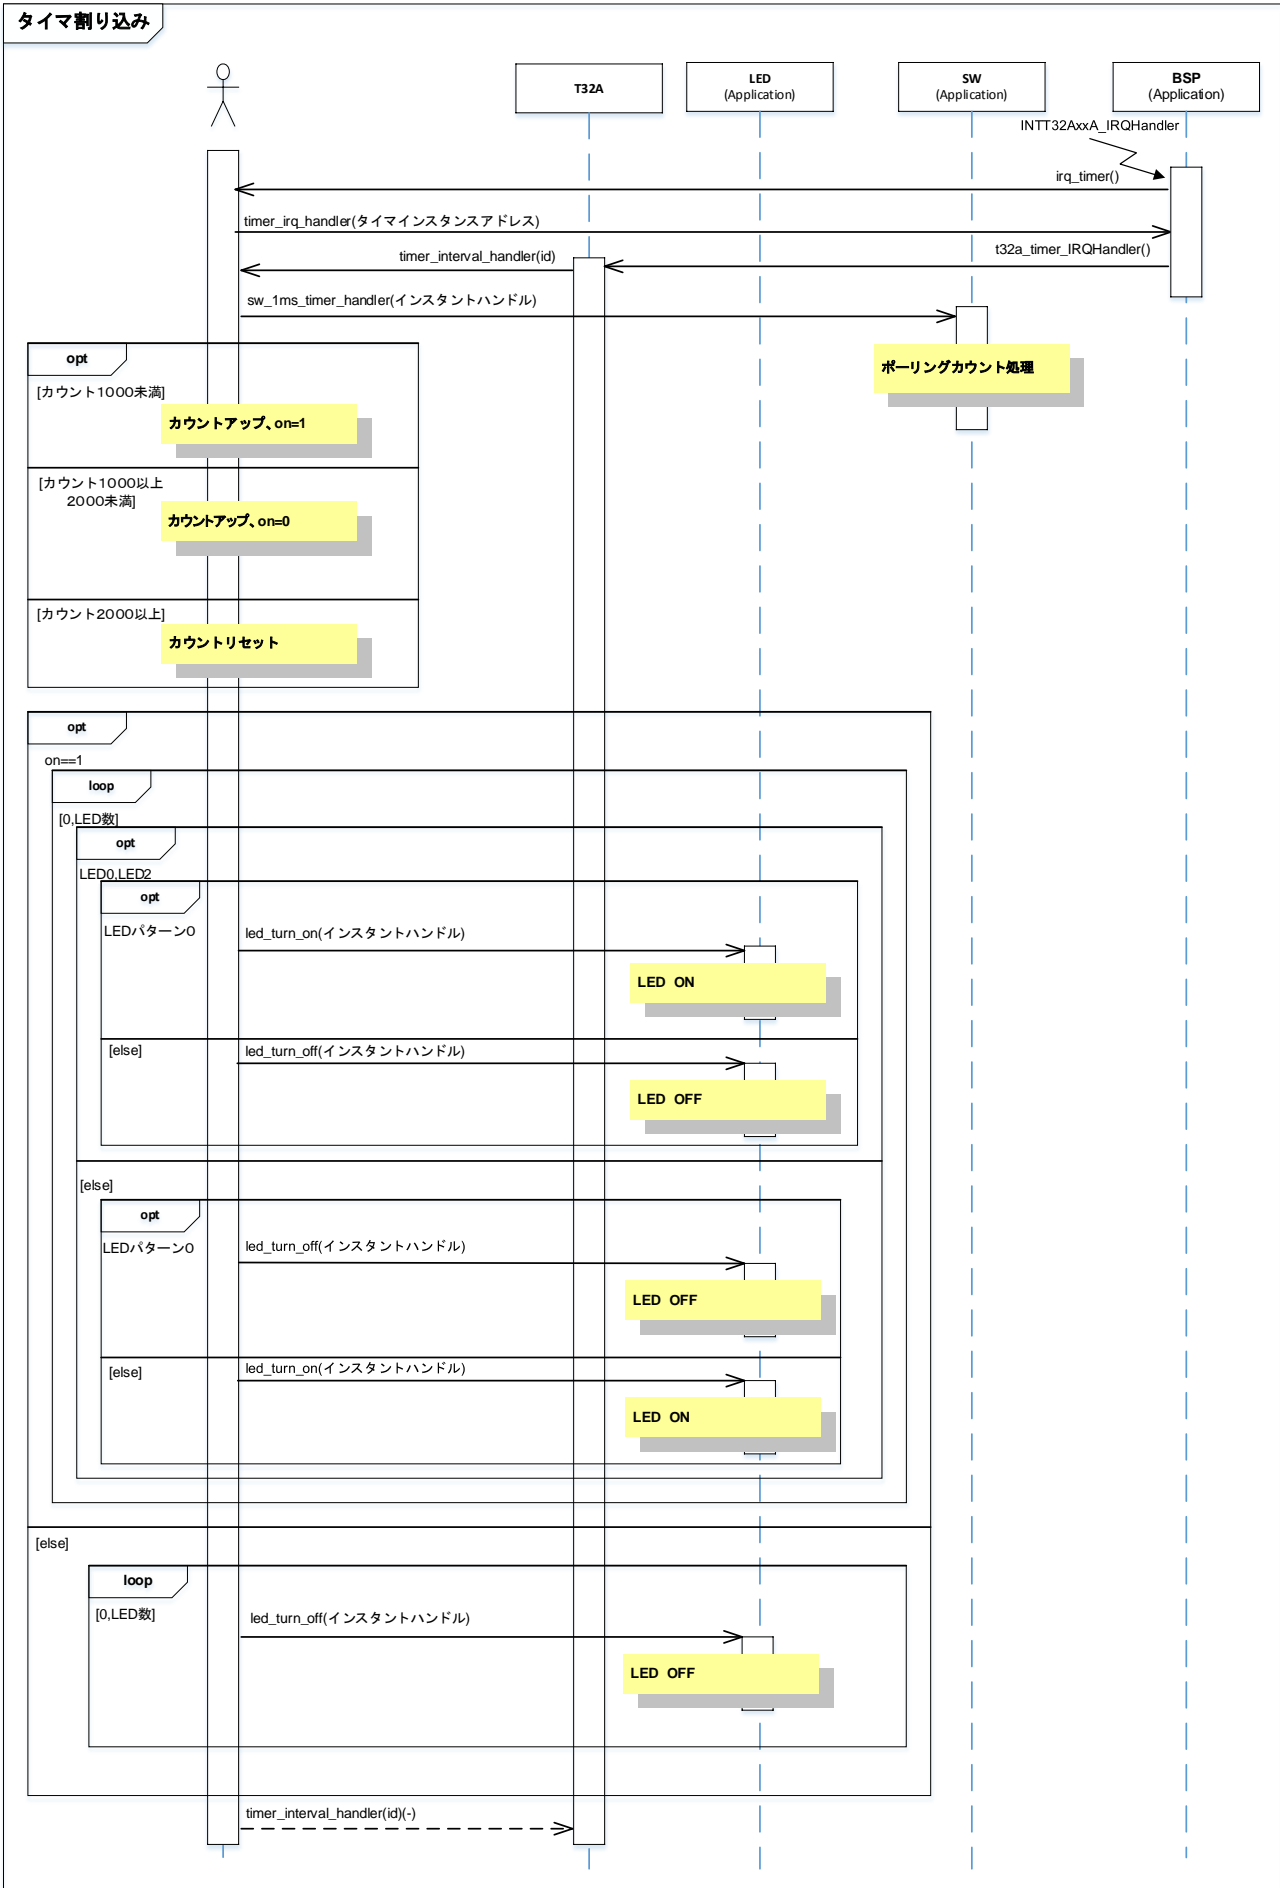 タイマ割り込み
T32A
LED
(Application)
SW
(Application)
BSP
(Application)
INTT32AxxA_IRQHandler
irq_timer()
timer_irq_handler(タイマインスタンスアドレス)
t32a_timer_IRQHandler()
timer_interval_handler(id)
sw_1ms_timer_handler(インスタントハンドル)
opt
ポーリングカウント処理
[カウント1000未満]
カウントアップ、on=1
[カウント1000以上
2000未満]
カウントアップ、on=0
[カウント2000以上]
カウントリセット
opt
on==1
loop
[0,LED数]
opt
LED0,LED2
opt
LEDパターン0
led_turn_on(インスタントハンドル)
LED ON
[else]
led_turn_off(インスタントハンドル)
LED OFF
[else]
opt
LEDパターン0
led_turn_off(インスタントハンドル)
LED OFF
[else]
led_turn_on(インスタントハンドル)
LED ON
[else]
loop
[0,LED数]
led_turn_off(インスタントハンドル)
LED OFF
timer_interval_handler(id)(-)